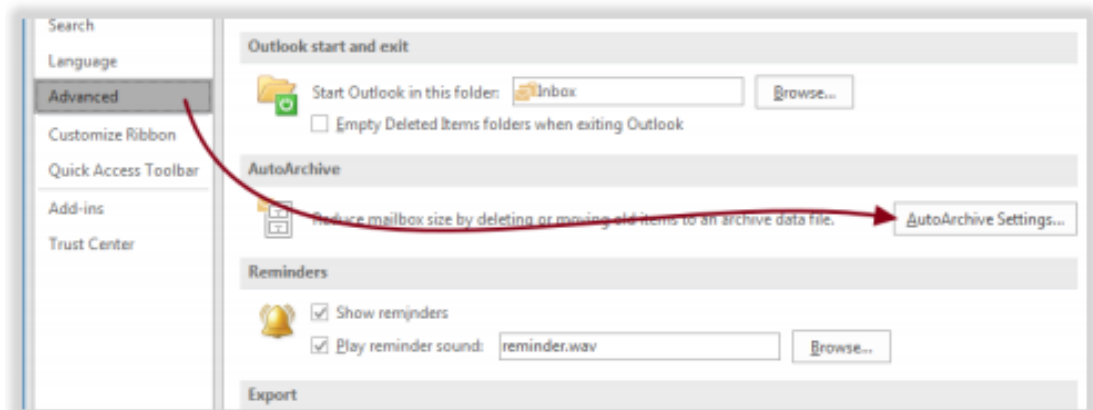 Search
Language
Advanced
Customize Ribbon
Quick Access Toolbar
Add-ins
Trust Center
Outlook start and exit
Start Outlook in this folder: Inbox Browse...
Empty Deleted Items folders when exiting Outlook
AutoArchive
Reduce mailbox size by deleting or moving old items to an archive data file. AutoArchive Settings...
Reminders
Show reminders
Play reminder sound: reminder.wav Browse...
Export